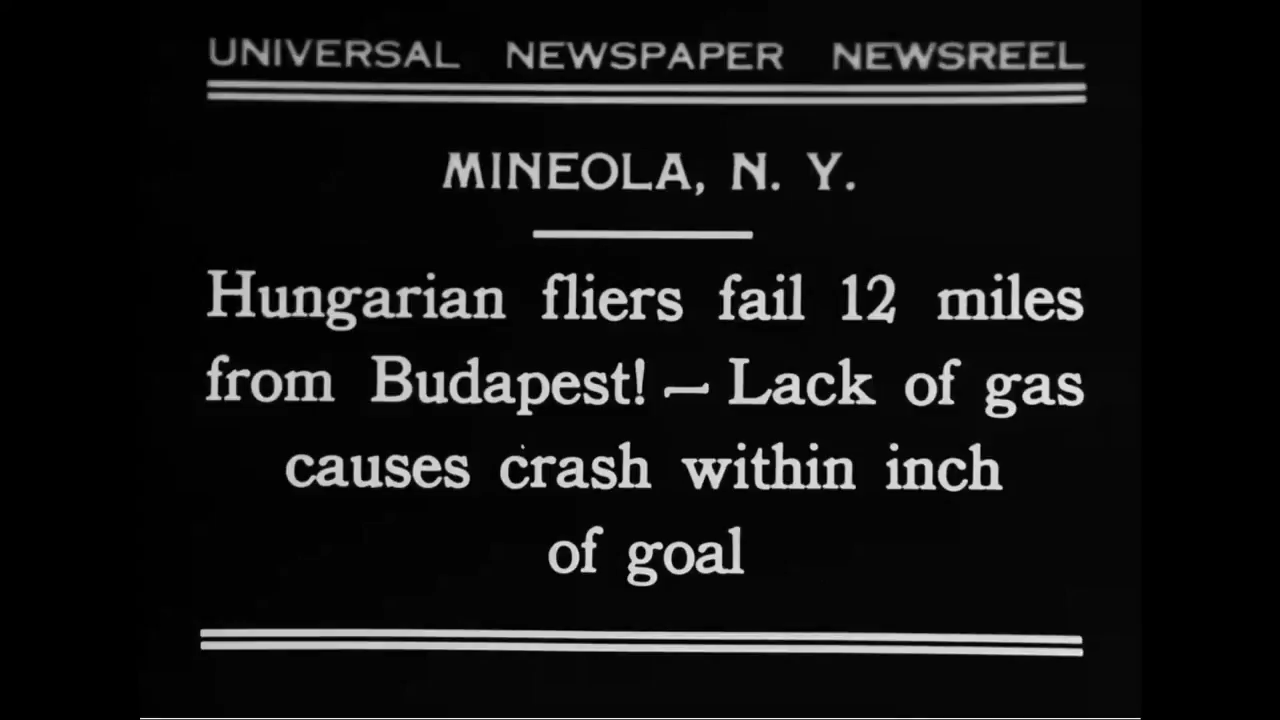 UNIVERSAL NEWSPAPER NEWSREEL
MINEOLA, N. Y.
Hungarian fliers fail 12 miles
from Budapest! — Lack of gas
causes crash within inch
of goal